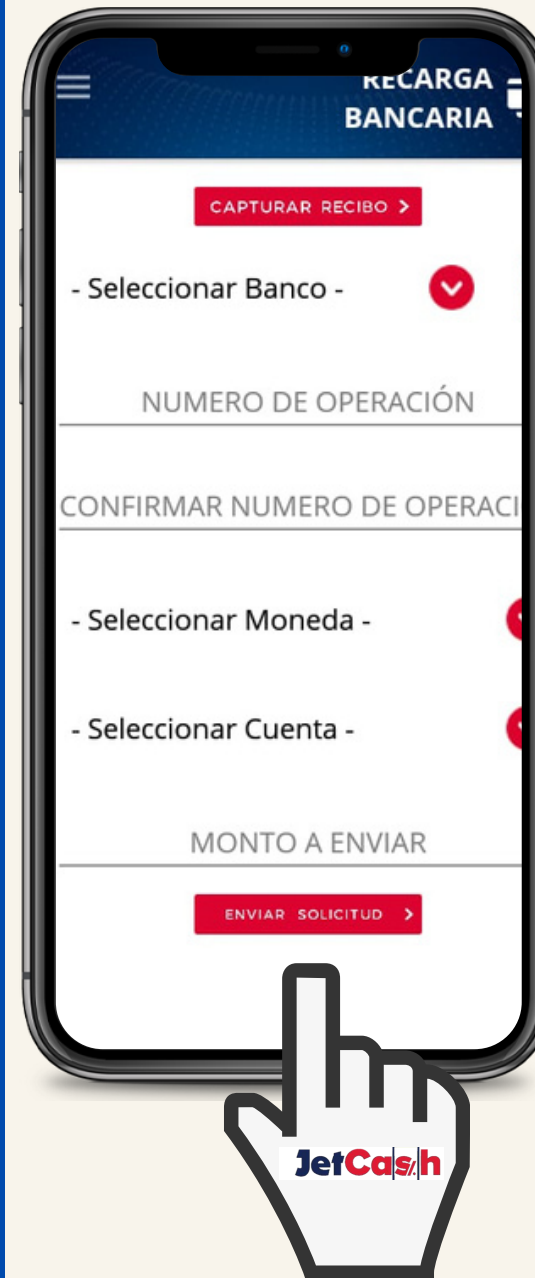 RECARGA
BANCARIA
CAPTURAR RECIBO >
- Seleccionar Banco -
NUMERO DE OPERACIÓN
CONFIRMAR NUMERO DE OPERACI
- Seleccionar Moneda -
- Seleccionar Cuenta -
MONTO A ENVIAR
ENVIAR SOLICITUD >
JetCash